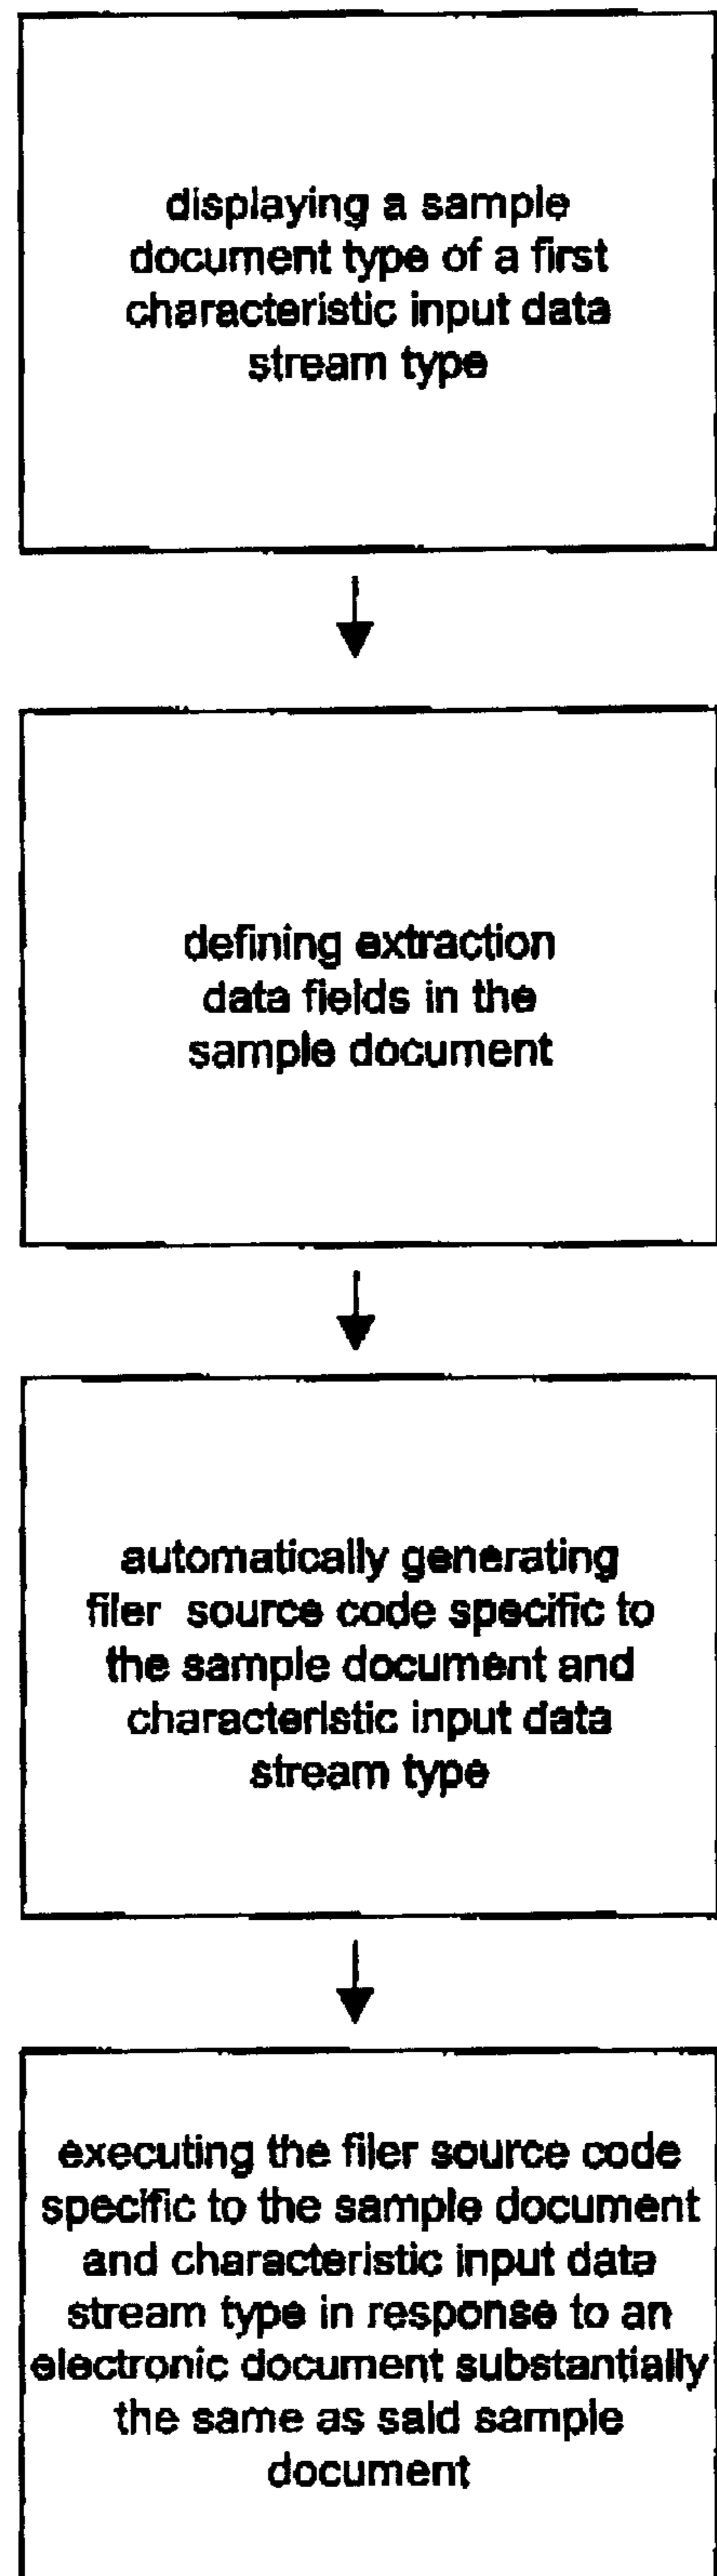 displaying a sample
document type of a first
characteristic input data
stream type
defining extraction
data fields in the
sample document
automatically generating
filer source code specific to
the sample document and
characteristic input data
stream type
executing the filer source code
specific to the sample document
and characteristic input data
stream type in response to an
electronic document substantially
the same as said sample
document